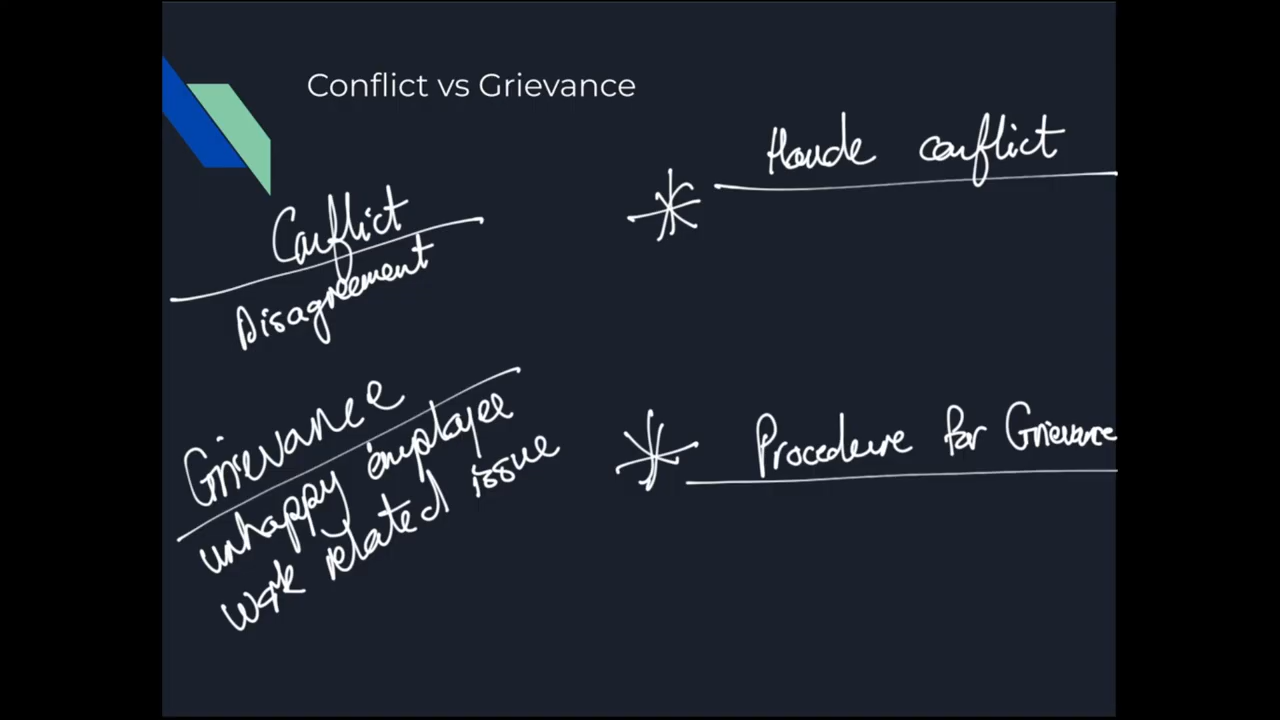 Conflict vs Grievance
Handle conflict
Conflict
Disagreement
Grievance
unhappy employee
work related issue
Procedure for Grievance